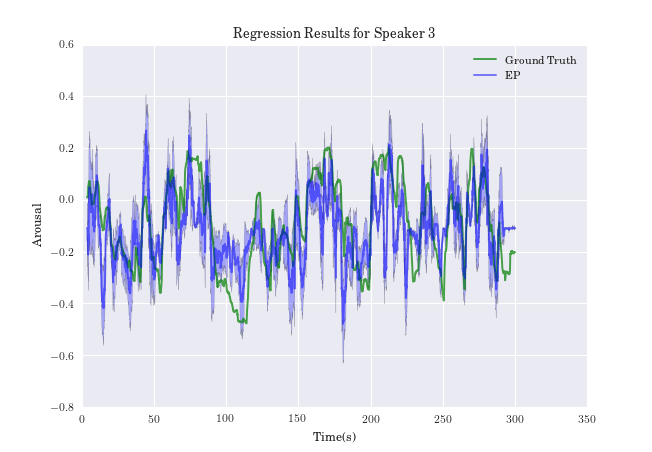 Regression Results for Speaker 3
Ground Truth
EP
0.6
0.4
0.2
0.0
−0.2
−0.4
−0.6
−0.8
Arousal
0 50 100 150 200 250 300 350
Time(s)